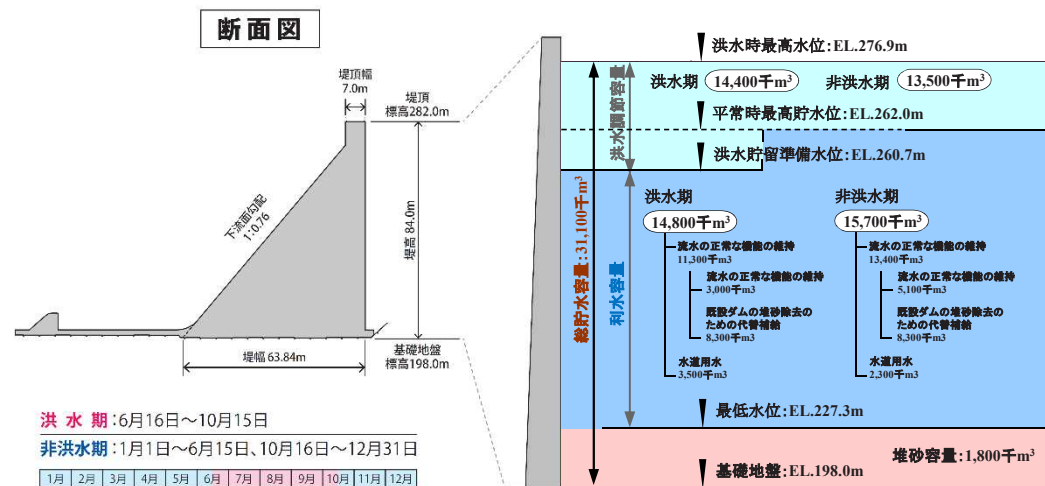 断面図
堤頂幅
7.0m
堤頂
標高282.0m
下流面勾配
1:0.76
堤高 84.0m
基礎地盤
標高198.0m
堤幅 63.84m
洪水期:6月16日～10月15日
非洪水期:1月1日～6月15日、10月16日～12月31日
1月 2月 3月 4月 5月 6月 7月 8月 9月 10月 11月 12月
洪水時最高水位:EL.276.9m
洪水期 14,400千m³ 非洪水期 13,500千m³
平常時最高貯水位:EL.262.0m
洪水貯留準備水位:EL.260.7m
洪水調節容量
総貯水容量:31,100千m³
利水容量
洪水期
14,800千m³
流水の正常な機能の維持
11,300千m3
流水の正常な機能の維持
3,000千m3
既設ダムの堆砂除去の
ための代替補給
8,300千m3
水道用水
3,500千m3
非洪水期
15,700千m³
流水の正常な機能の維持
13,400千m3
流水の正常な機能の維持
5,100千m3
既設ダムの堆砂除去の
ための代替補給
8,300千m3
水道用水
2,300千m3
最低水位:EL.227.3m
堆砂容量:1,800千m³
基礎地盤:EL.198.0m